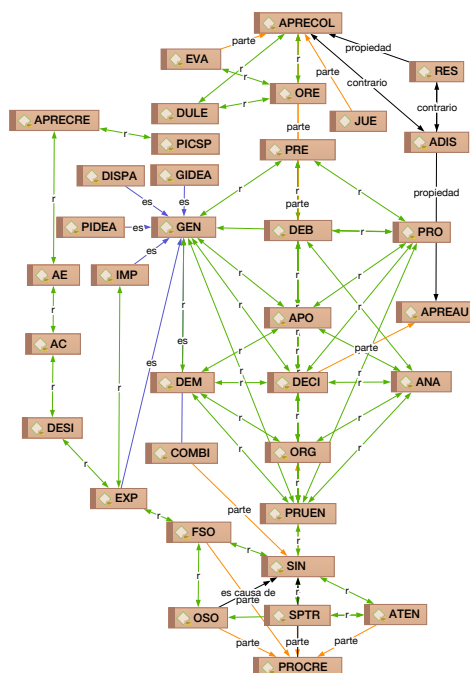 APRECOL
parte
propiedad
EVA
r
contrario
parte
RES
r
ORE
contrario
DULE
r
APRECRE
parte
JUE
ADIS
r
PICSP
PRE
DISPA
GIDEA
r
r
propiedad
es
es
parte
r
PIDEA
es
GEN
DEB
r
PRO
es
r
r
r
r
r
AE
IMP
r
APREAU
r
r
APO
r
es
parte
AC
r
r
r
r
r
DEM
r
DECI
r
ANA
DESI
r
r
r
r
COMBI
ORG
r
r
r
r
EXP
parte
PRUEN
r
FSO
r
r
SIN
r
es causa de
r
r
parte
OSO
SPTR
r
ATEN
parte
parte
parte
PROCRE